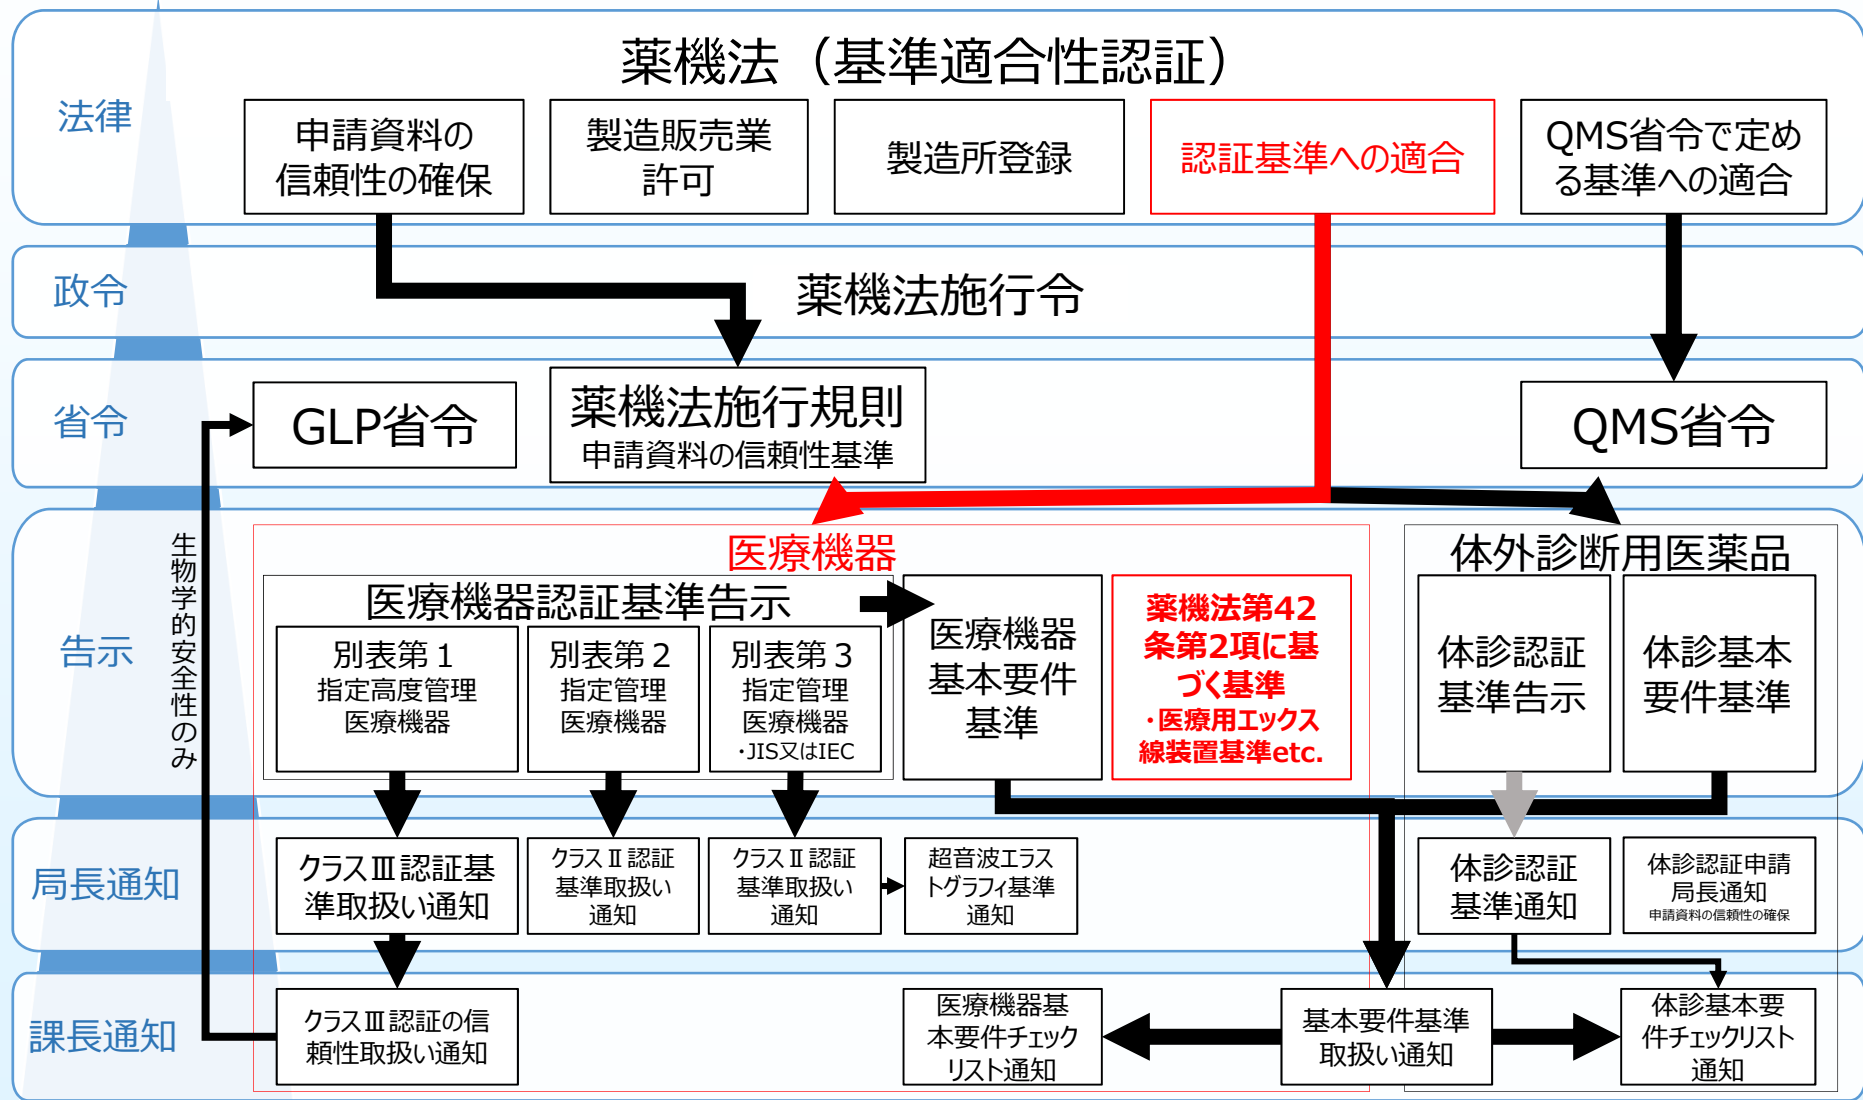 薬機法（基準適合性認証）
法律
申請資料の
信頼性の確保
製造販売業
許可
製造所登録
認証基準への適合
QMS省令で定め
る基準への適合
政令
薬機法施行令
省令
GLP省令
薬機法施行規則
申請資料の信頼性基準
QMS省令
告示
生物学的安全性のみ
医療機器
医療機器認証基準告示
別表第１
指定高度管理
医療機器
別表第２
指定管理
医療機器
別表第３
指定管理
医療機器
・JIS又はIEC
医療機器
基本要件
基準
薬機法第42
条第2項に基
づく基準
・医療用エックス
線装置基準etc.
体外診断用医薬品
体診認証
基準告示
体診基本
要件基準
局長通知
クラスⅢ認証基
準取扱い通知
クラスⅡ認証
基準取扱い
通知
クラスⅡ認証
基準取扱い
通知
超音波エラス
トグラフィ基準
通知
体診認証
基準通知
体診認証申請
局長通知
申請資料の信頼性の確保
課長通知
クラスⅢ認証の信
頼性取扱い通知
医療機器基
本要件チェック
リスト通知
基本要件基準
取扱い通知
体診基本要
件チェックリスト
通知